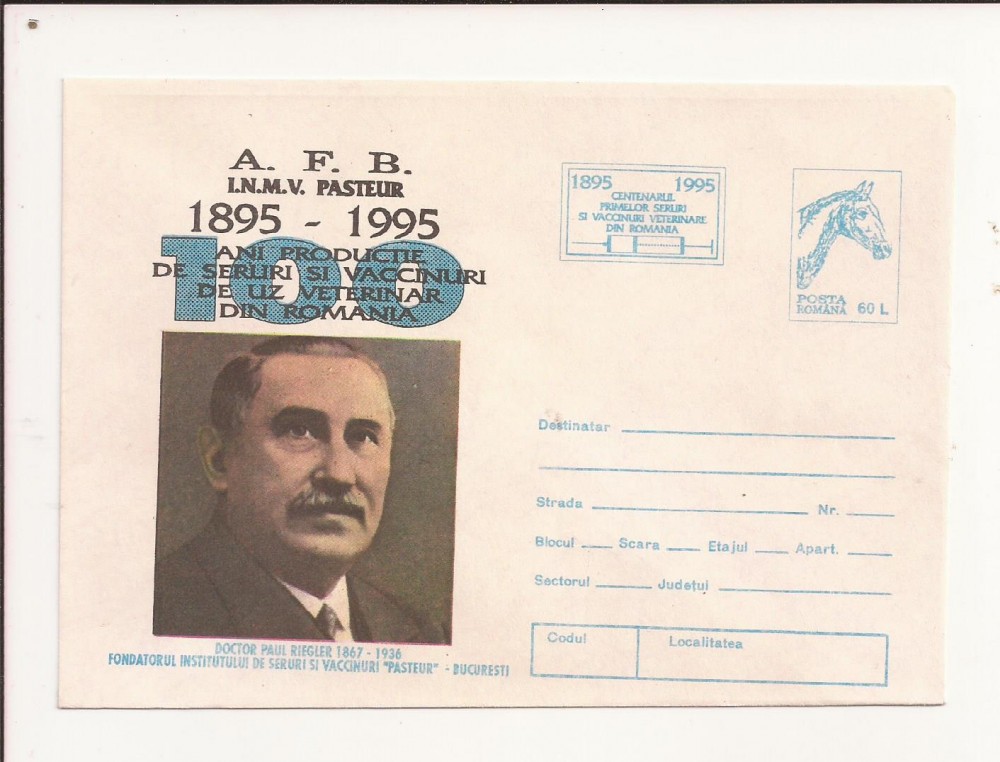 A. F. B.
I.N.M.V. PASTEUR
1895 - 1995
100
ANI PRODUCTIE
DE SERURI SI VACCINURI
DE UZ VETERINAR
DIN ROMANIA
DOCTOR PAUL RIEGLER 1867 - 1936
FONDATORUL INSTITUTULUI DE SERURI SI VACCINURI "PASTEUR" - BUCURESTI
1895 1995
CENTENARUL
PRIMELOR SERURI
SI VACCINURI VETERINARE
DIN ROMANIA
POSTA
ROMÂNĂ 60 L
Destinatar
Strada Nr.
Blocul Scara Etajul Apart.
Sectorul Județul
Codul Localitatea